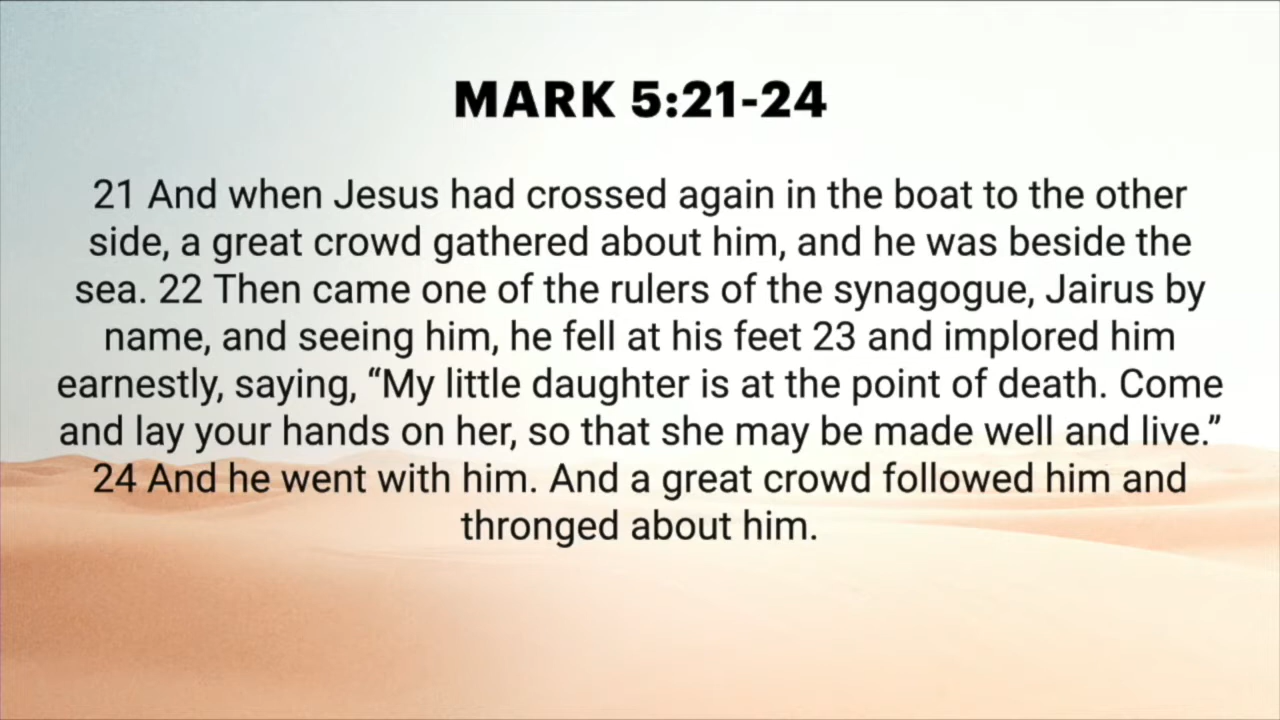 MARK 5:21-24
21 And when Jesus had crossed again in the boat to the other
side, a great crowd gathered about him, and he was beside the
sea. 22 Then came one of the rulers of the synagogue, Jairus by
name, and seeing him, he fell at his feet 23 and implored him
earnestly, saying, “My little daughter is at the point of death. Come
and lay your hands on her, so that she may be made well and live.”
24 And he went with him. And a great crowd followed him and
thronged about him.